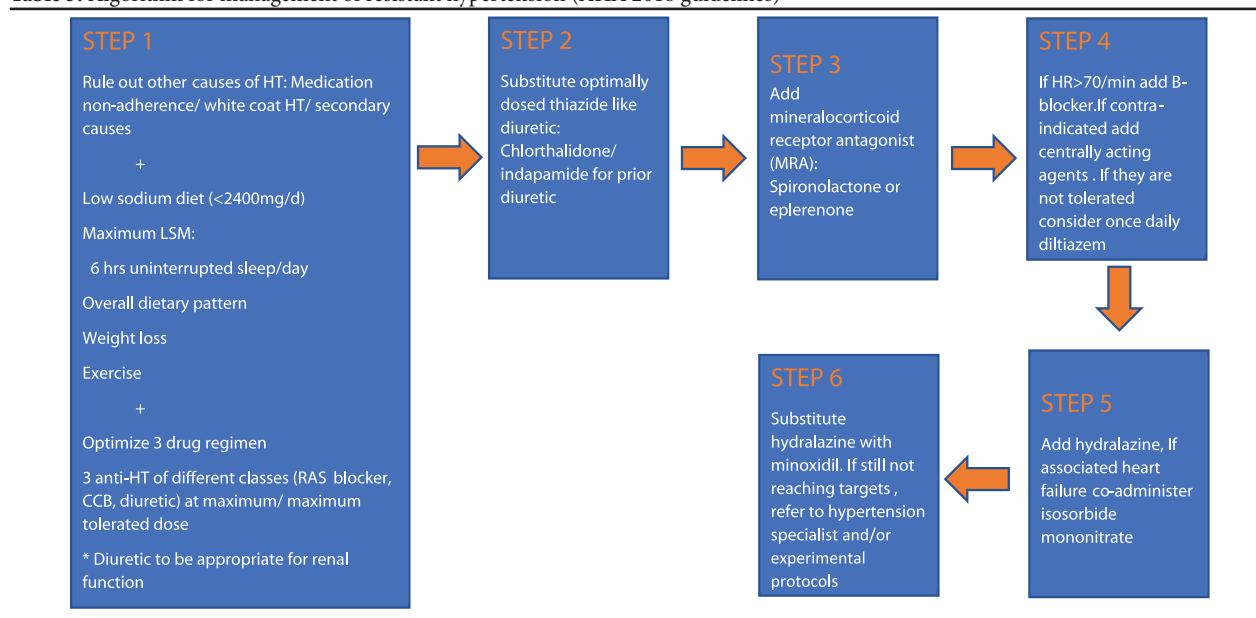 STEP 1
Rule out other causes of HT: Medication
non-adherence/ white coat HT/ secondary
causes
+
Low sodium diet (<2400mg/d)
Maximum LSM:
6 hrs uninterrupted sleep/day
Overall dietary pattern
Weight loss
Exercise
+
Optimize 3 drug regimen
3 anti-HT of different classes (RAS blocker,
CCB, diuretic) at maximum/ maximum
tolerated dose
* Diuretic to be appropriate for renal
function
STEP 2
Substitute optimally
dosed thiazide like
diuretic:
Chlorthalidone/
indapamide for prior
diuretic
STEP 3
Add
mineralocorticoid
receptor antagonist
(MRA):
Spironolactone or
eplerenone
STEP 4
If HR>70/min add B-
blocker.If contra-
indicated add
centrally acting
agents . If they are
not tolerated
consider once daily
diltiazem
STEP 5
Add hydralazine, If
associated heart
failure co-administer
isosorbide
mononitrate
STEP 6
Substitute
hydralazine with
minoxidil. If still not
reaching targets ,
refer to hypertension
specialist and/or
experimental
protocols